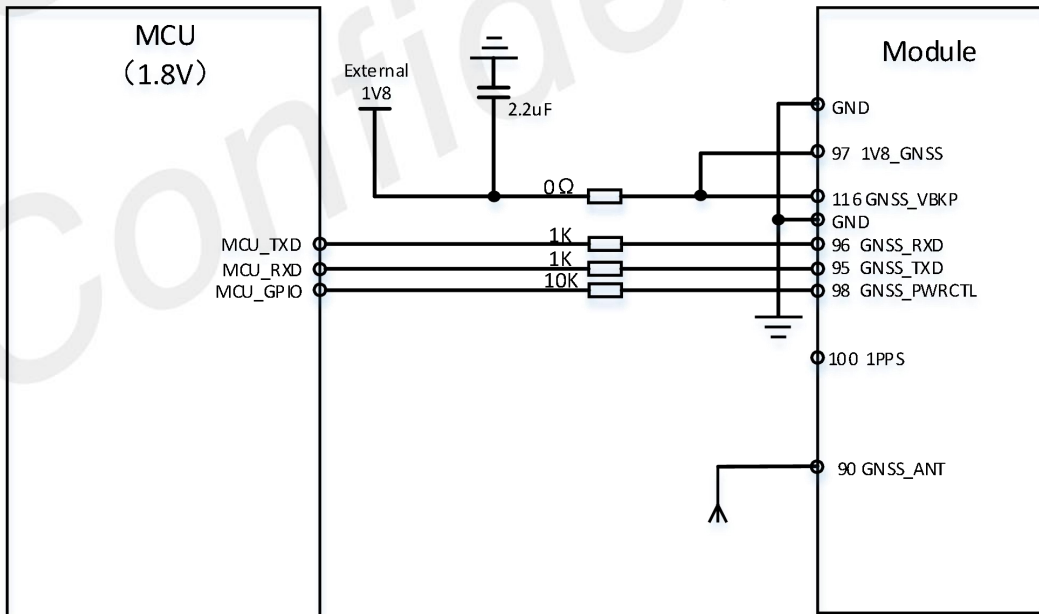 Confidential
MCU
（1.8V）
Module
External
1V8
2.2uF
GND
97 1V8_GNSS
0Ω
116 GNSS_VBKP
GND
MCU_TXD
1K
96 GNSS_RXD
MCU_RXD
1K
95 GNSS_TXD
MCU_GPIO
10K
98 GNSS_PWRCTL
100 1PPS
90 GNSS_ANT